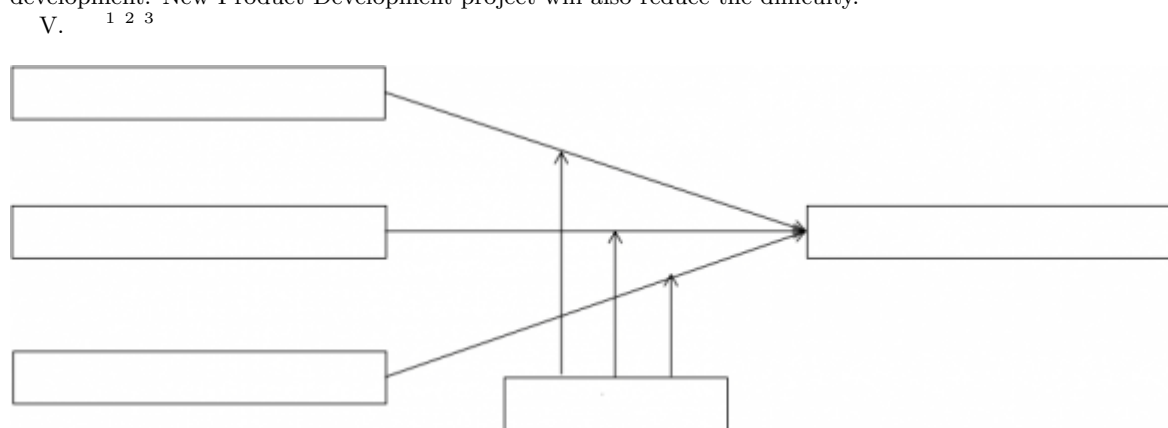 development. New Product Development project will also reduce the difficulty.
V. 1 2 3